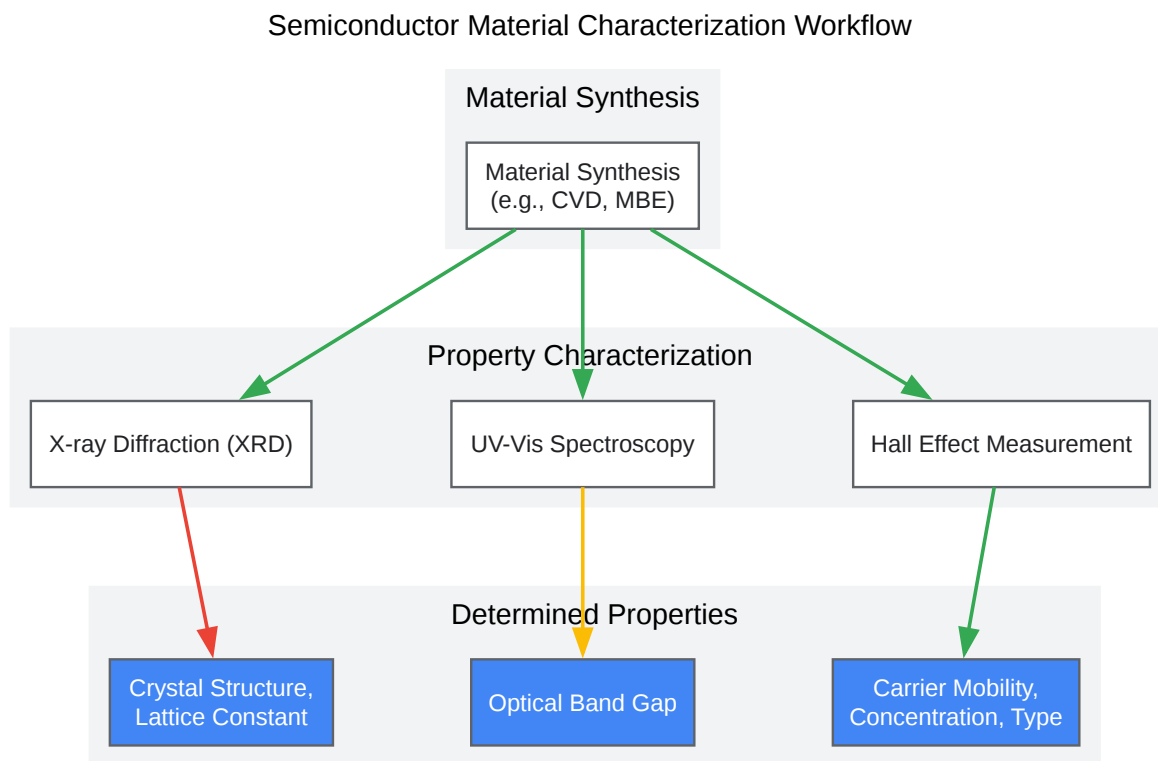 Semiconductor Material Characterization Workflow
Material Synthesis
Material Synthesis
(e.g., CVD, MBE)
Property Characterization
X-ray Diffraction (XRD)
UV-Vis Spectroscopy
Hall Effect Measurement
Determined Properties
Crystal Structure,
Lattice Constant
Optical Band Gap
Carrier Mobility,
Concentration, Type